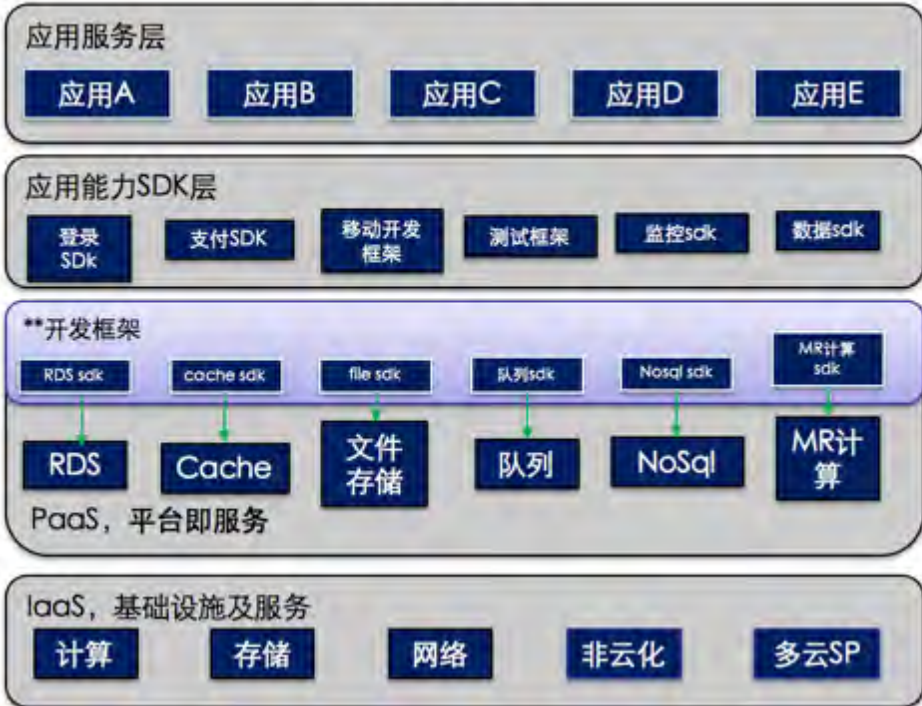 应用服务层
应用A
应用B
应用C
应用D
应用E
应用能力SDK层
登录
SDk
支付SDK
移动开发
框架
测试框架
监控sdk
数据sdk
**开发框架
RDS sdk
cache sdk
file sdk
队列sdk
Nosql sdk
MR计算
sdk
RDS
Cache
文件
存储
队列
NoSql
MR计
算
PaaS，平台即服务
IaaS，基础设施及服务
计算
存储
网络
非云化
多云SP